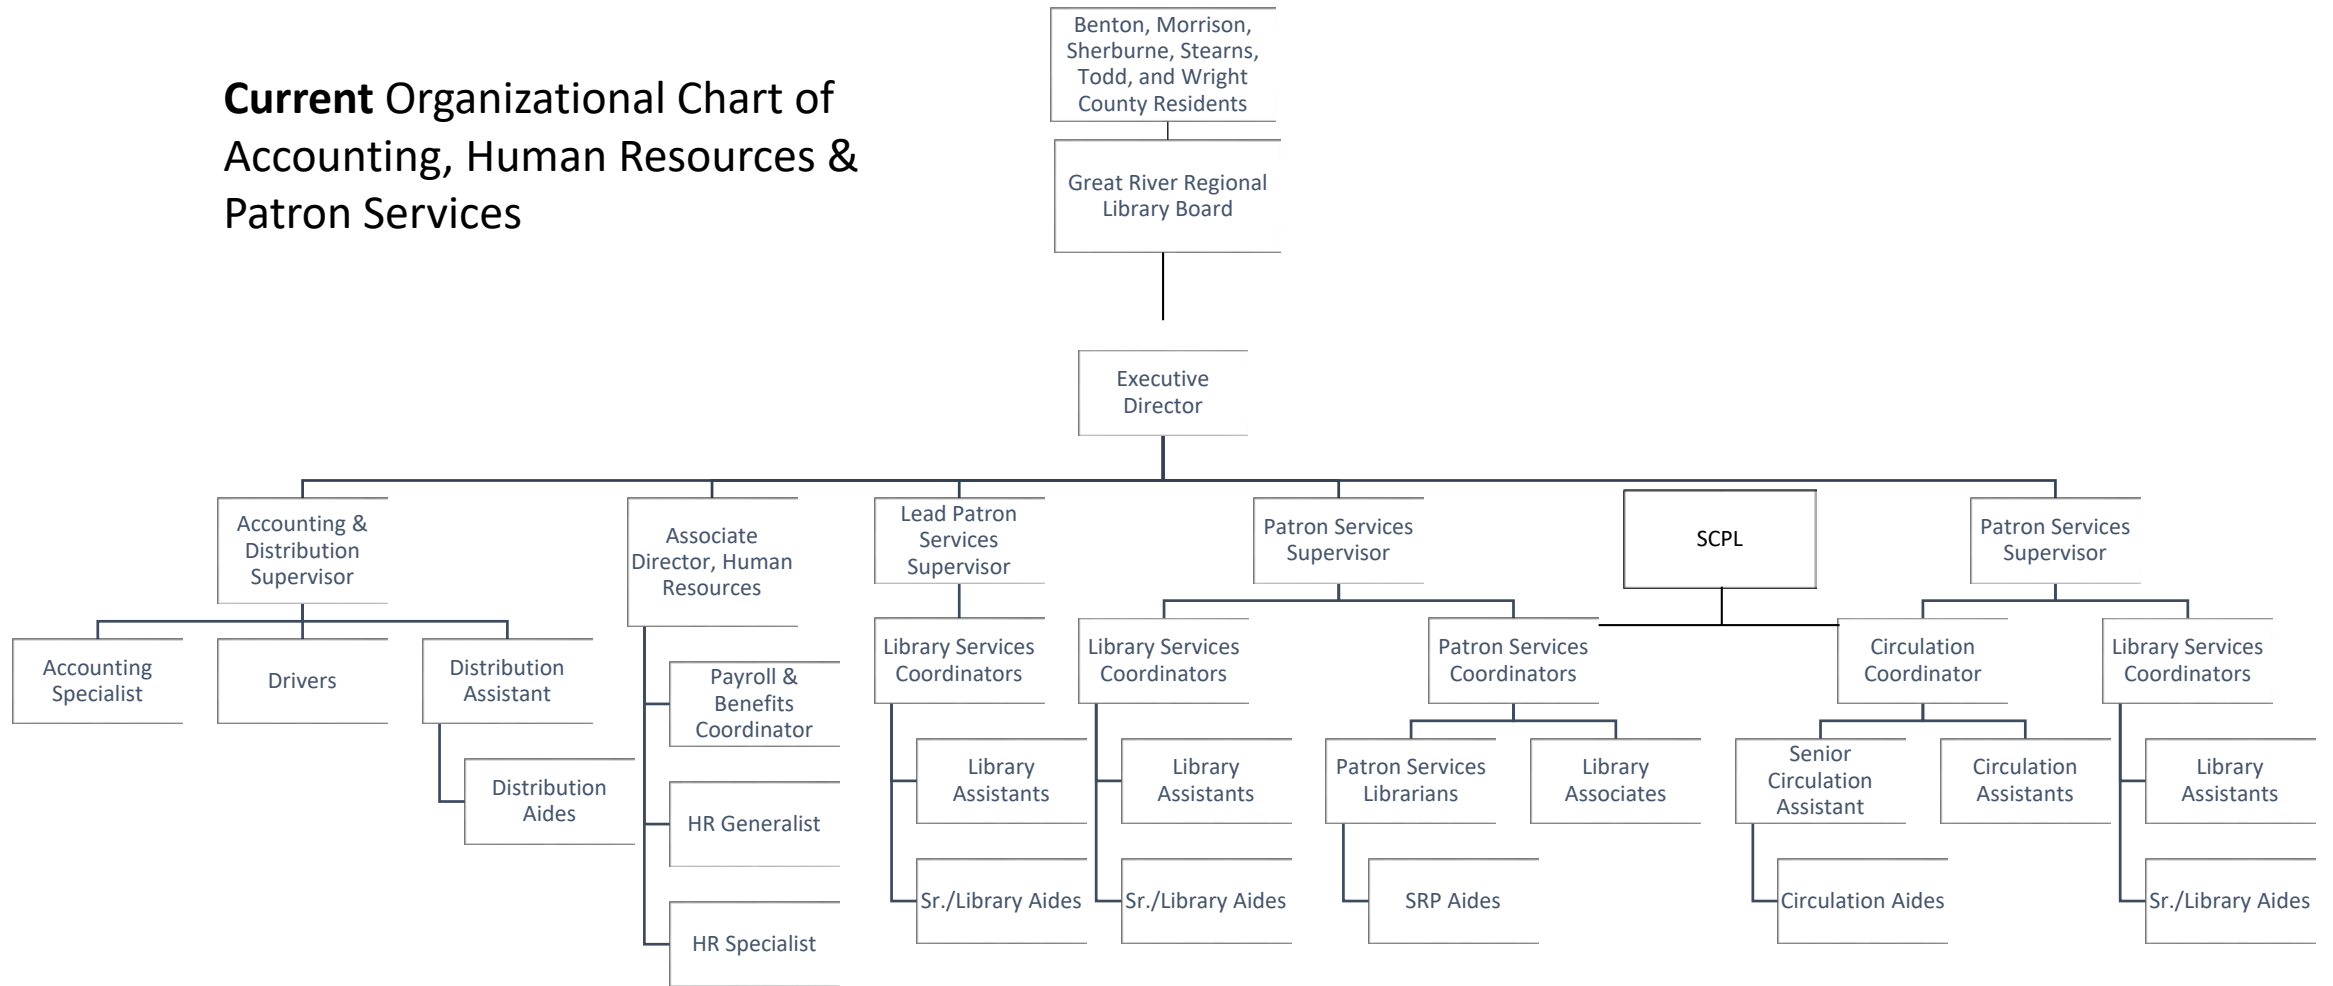 Current Organizational Chart of
Accounting, Human Resources &
Patron Services
Benton, Morrison,
Sherburne, Stearns,
Todd, and Wright
County Residents
Great River Regional
Library Board
Executive
Director
Accounting &
Distribution
Supervisor
Associate
Director, Human
Resources
Lead Patron
Services
Supervisor
Patron Services
Supervisor
SCPL
Patron Services
Supervisor
Accounting
Specialist
Drivers
Distribution
Assistant
Distribution
Aides
Payroll &
Benefits
Coordinator
HR Generalist
HR Specialist
Library Services
Coordinators
Library
Assistants
Sr./Library Aides
Library Services
Coordinators
Library
Assistants
Sr./Library Aides
Patron Services
Coordinators
Patron Services
Librarians
SRP Aides
Library
Associates
Circulation
Coordinator
Senior
Circulation
Assistant
Circulation Aides
Circulation
Assistants
Library Services
Coordinators
Library
Assistants
Sr./Library Aides